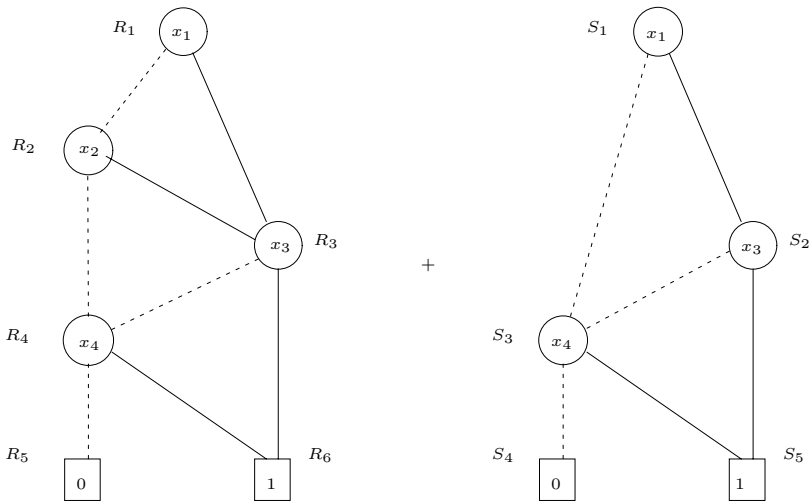 R₁ x₁ S₁ x₁
R₂ x₂
x₃ R₃ + x₃ S₂
R₄ x₄ S₃ x₄
R₅ 0 1 R₆ S₄ 0 1 S₅